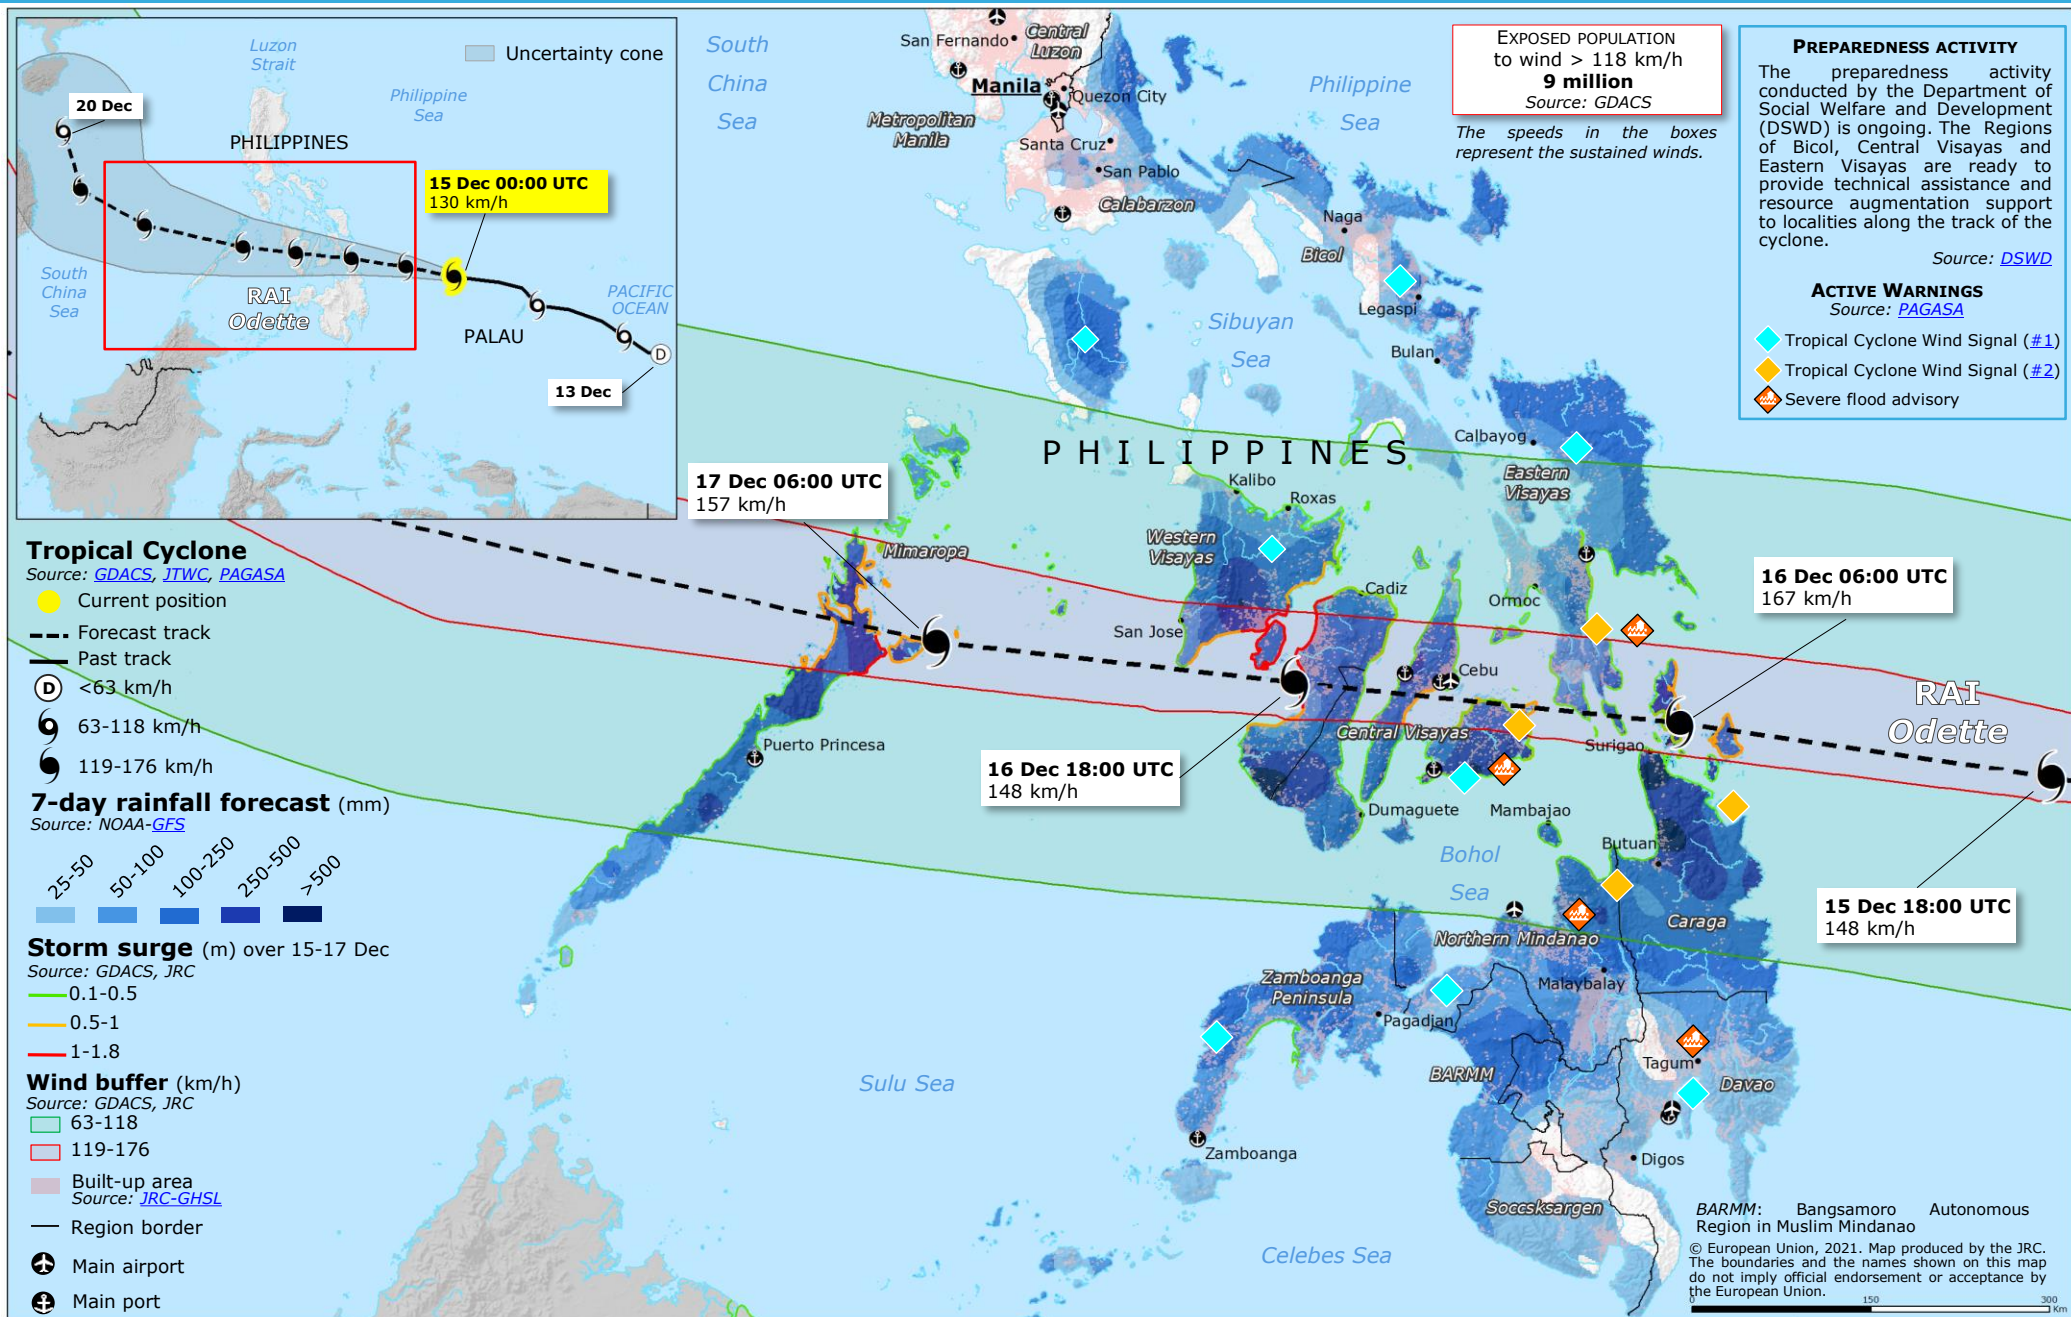 Luzon
Strait
Uncertainty cone
20 Dec
Philippine
Sea
PHILIPPINES
15 Dec 00:00 UTC
130 km/h
South
China
Sea
RAI
Odette
PACIFIC
OCEAN
PALAU
13 Dec
South
China
Sea
San Fernando
Central
Luzon
Manila
Quezon City
Metropolitan
Manila
Santa Cruz
San Pablo
Calabarzon
Philippine
Sea
Naga
Bicol
Legaspi
Sibuyan
Sea
Bulan
EXPOSED POPULATION
to wind > 118 km/h
9 million
Source: GDACS
The speeds in the boxes
represent the sustained winds.
PREPAREDNESS ACTIVITY
The preparedness activity
conducted by the Department of
Social Welfare and Development
(DSWD) is ongoing. The Regions
of Bicol, Central Visayas and
Eastern Visayas are ready to
provide technical assistance and
resource augmentation support
to localities along the track of the
cyclone.
Source: DSWD
ACTIVE WARNINGS
Source: PAGASA
Tropical Cyclone Wind Signal (#1)
Tropical Cyclone Wind Signal (#2)
Severe flood advisory
PHILIPPINES
Calbayog
Eastern
Visayas
17 Dec 06:00 UTC
157 km/h
Kalibo
Roxas
Western
Visayas
Mimaropa
Cadiz
Ormoc
San Jose
Cebu
16 Dec 06:00 UTC
167 km/h
RAI
Odette
Central Visayas
Surigao
Puerto Princesa
16 Dec 18:00 UTC
148 km/h
Dumaguete
Mambajao
Butuan
Bohol
Sea
15 Dec 18:00 UTC
148 km/h
Caraga
Northern Mindanao
Malaybalay
Zamboanga
Peninsula
Pagadian
BARMM
Tagum
Davao
Sulu Sea
Zamboanga
Digos
Soccsksargen
Celebes Sea
Tropical Cyclone
Source: GDACS, JTWC, PAGASA
Current position
Forecast track
Past track
D <63 km/h
63-118 km/h
119-176 km/h
7-day rainfall forecast (mm)
Source: NOAA-GFS
25-50 50-100 100-250 250-500 >500
Storm surge (m) over 15-17 Dec
Source: GDACS, JRC
0.1-0.5
0.5-1
1-1.8
Wind buffer (km/h)
Source: GDACS, JRC
63-118
119-176
Built-up area
Source: JRC-GHSL
Region border
Main airport
Main port
BARMM: Bangsamoro Autonomous
Region in Muslim Mindanao
© European Union, 2021. Map produced by the JRC.
The boundaries and the names shown on this map
do not imply official endorsement or acceptance by
the European Union.
0 150 300
Km
D